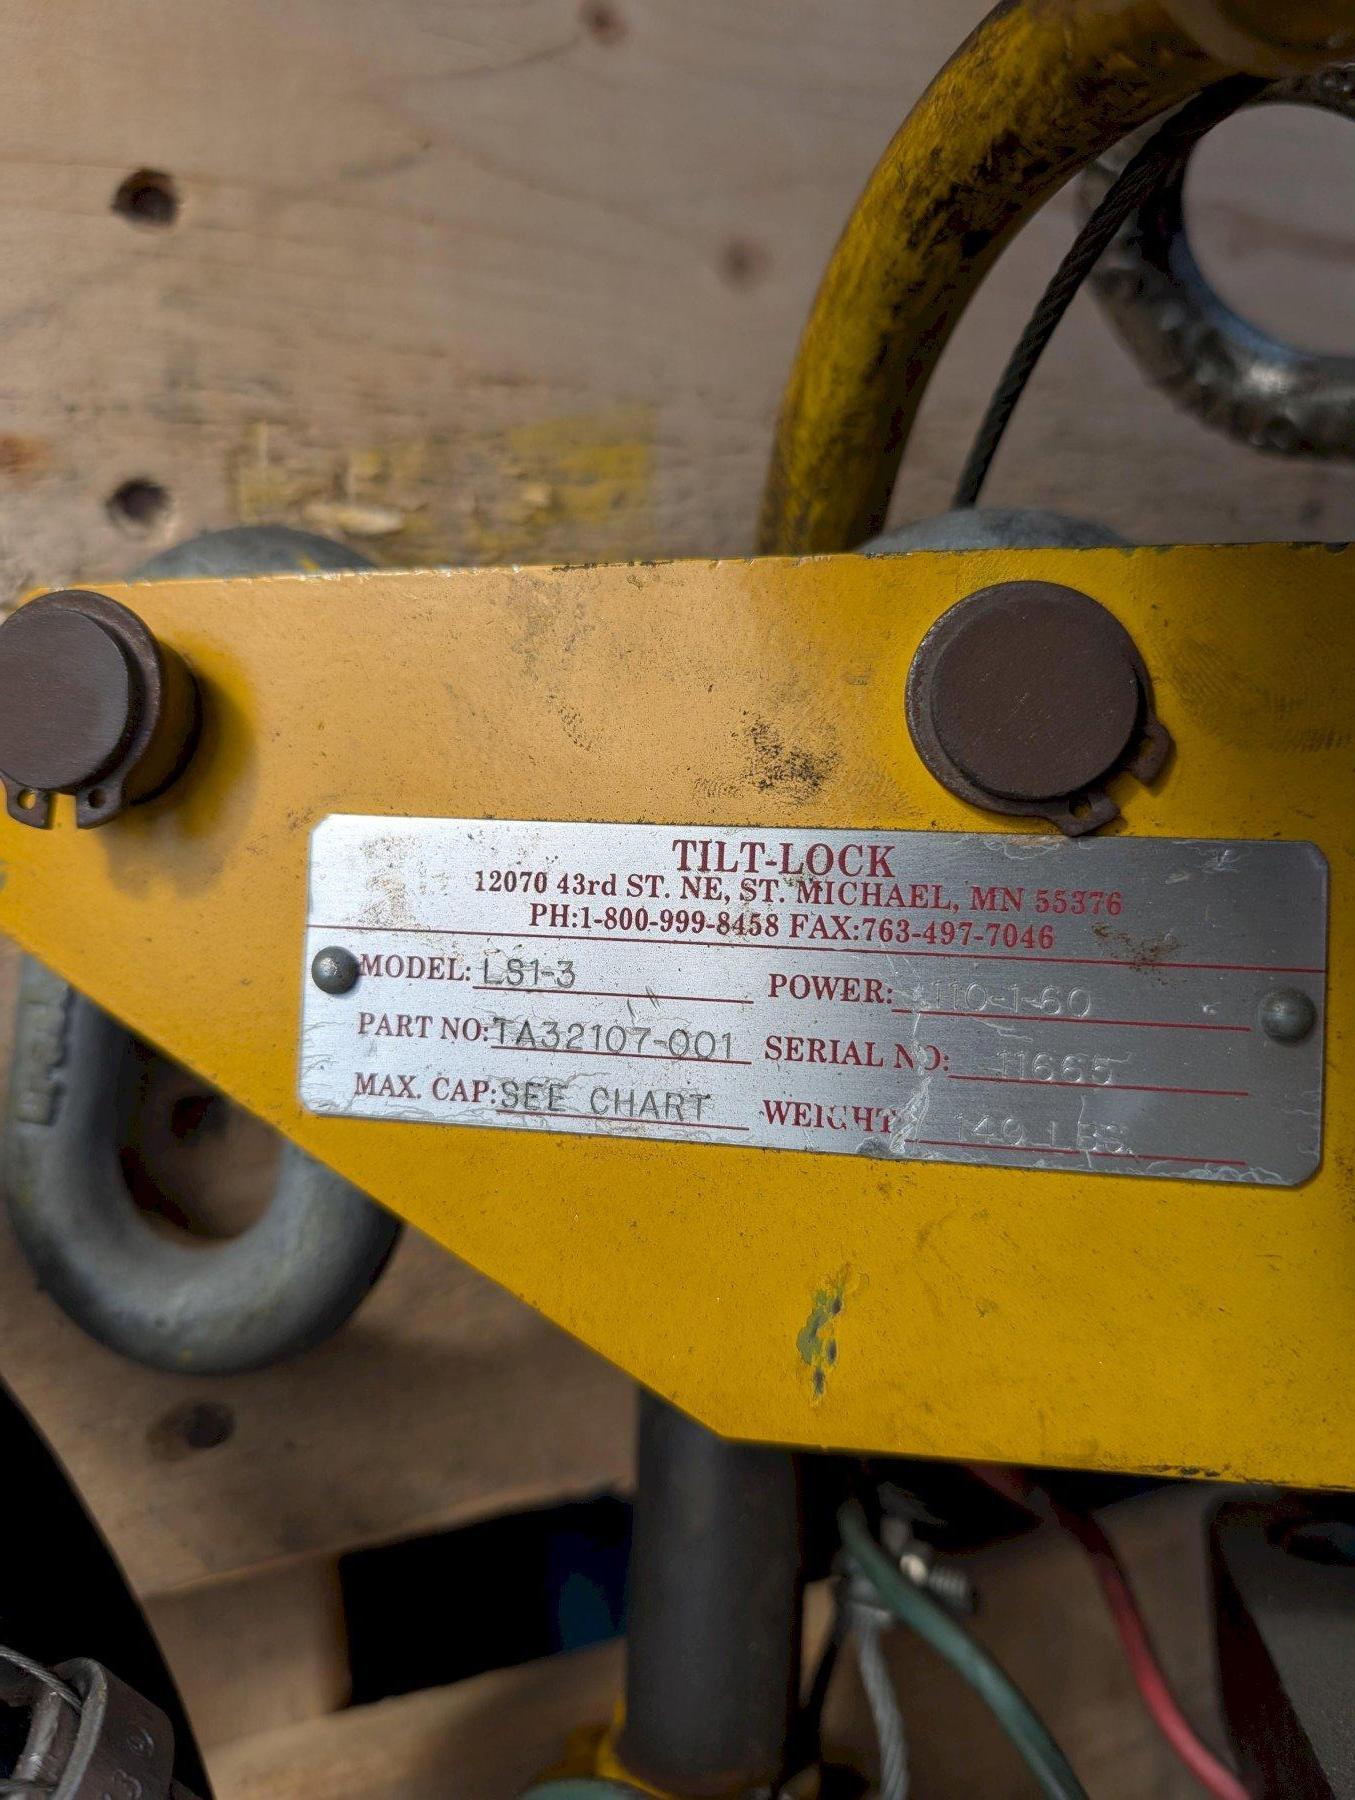 TILT-LOCK
12070 43rd ST. NE, ST. MICHAEL, MN 55376
PH:1-800-999-8458 FAX:763-497-7046
MODEL: LS1-3 POWER: 110-1-60
PART NO: TA32107-001 SERIAL NO: 11665
MAX. CAP: SEE CHART WEIGHT: 149 LBS.